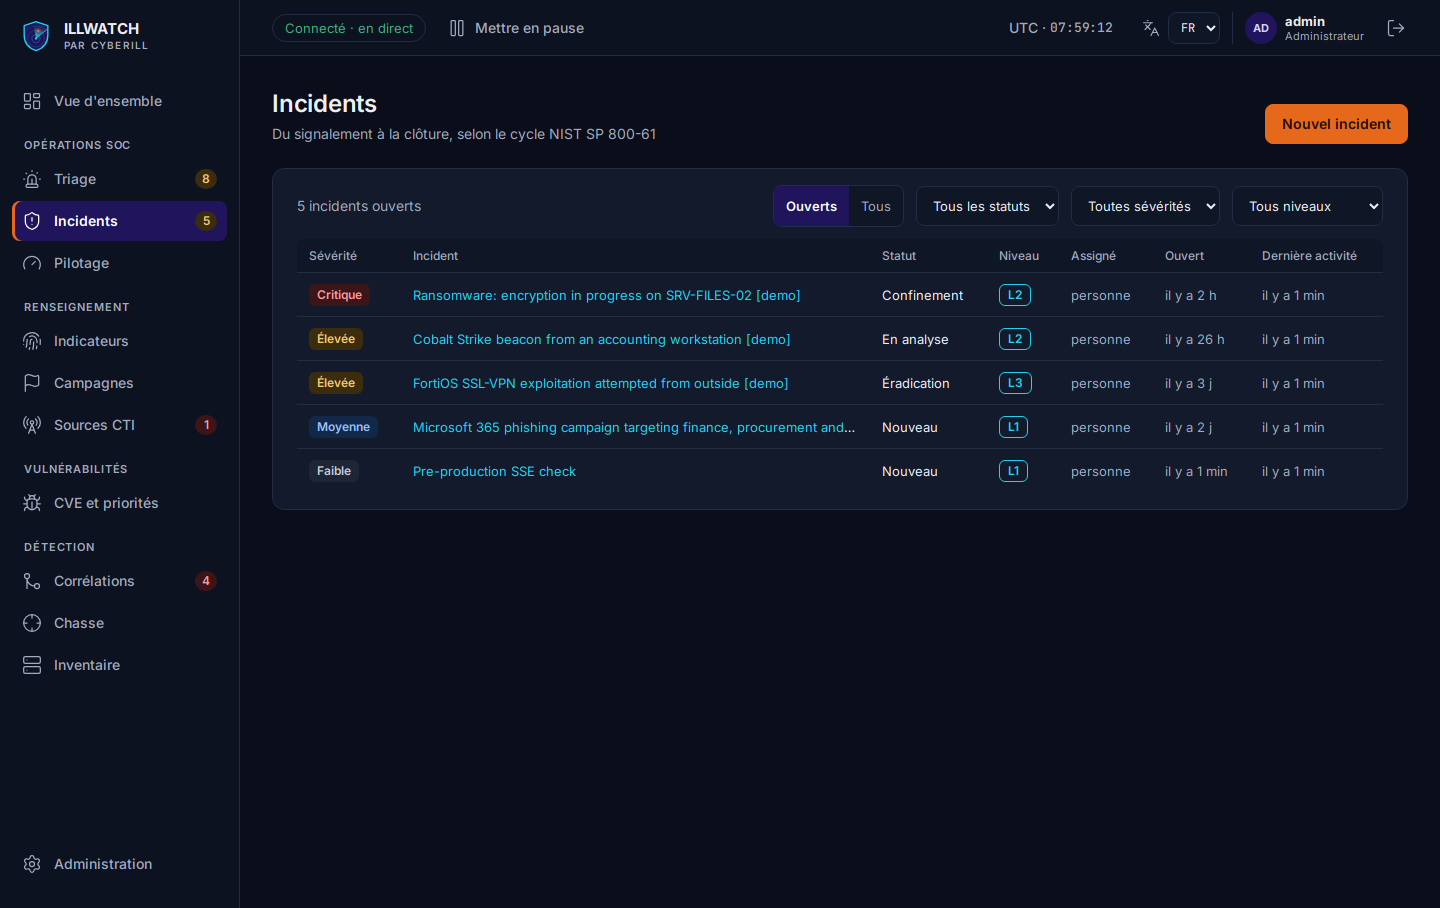 ILLWATCH
PAR CYBERILL
Connecté · en direct
Mettre en pause
UTC · 07:59:12
FR
AD
admin
Administrateur
Vue d'ensemble
OPÉRATIONS SOC
Triage 8
Incidents 5
Pilotage
RENSEIGNEMENT
Indicateurs
Campagnes
Sources CTI 1
VULNÉRABILITÉS
CVE et priorités
DÉTECTION
Corrélations 4
Chasse
Inventaire
Administration
Incidents
Du signalement à la clôture, selon le cycle NIST SP 800-61
Nouvel incident
5 incidents ouverts
Ouverts Tous Tous les statuts Toutes sévérités Tous niveaux
Sévérité Incident Statut Niveau Assigné Ouvert Dernière activité
Critique Ransomware: encryption in progress on SRV-FILES-02 [demo] Confinement L2 personne il y a 2 h il y a 1 min
Élevée Cobalt Strike beacon from an accounting workstation [demo] En analyse L2 personne il y a 26 h il y a 1 min
Élevée FortiOS SSL-VPN exploitation attempted from outside [demo] Éradication L3 personne il y a 3 j il y a 1 min
Moyenne Microsoft 365 phishing campaign targeting finance, procurement and... Nouveau L1 personne il y a 2 j il y a 1 min
Faible Pre-production SSE check Nouveau L1 personne il y a 1 min il y a 1 min